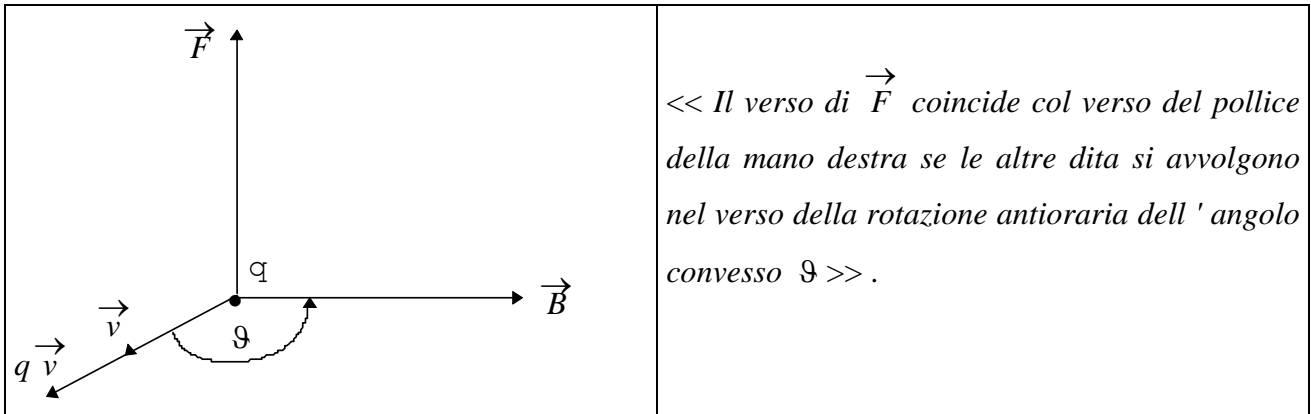 F
q
B
v
ϑ
q v
<< Il verso di F coincide col verso del pollice
della mano destra se le altre dita si avvolgono
nel verso della rotazione antioraria dell ' angolo
convesso ϑ >> .